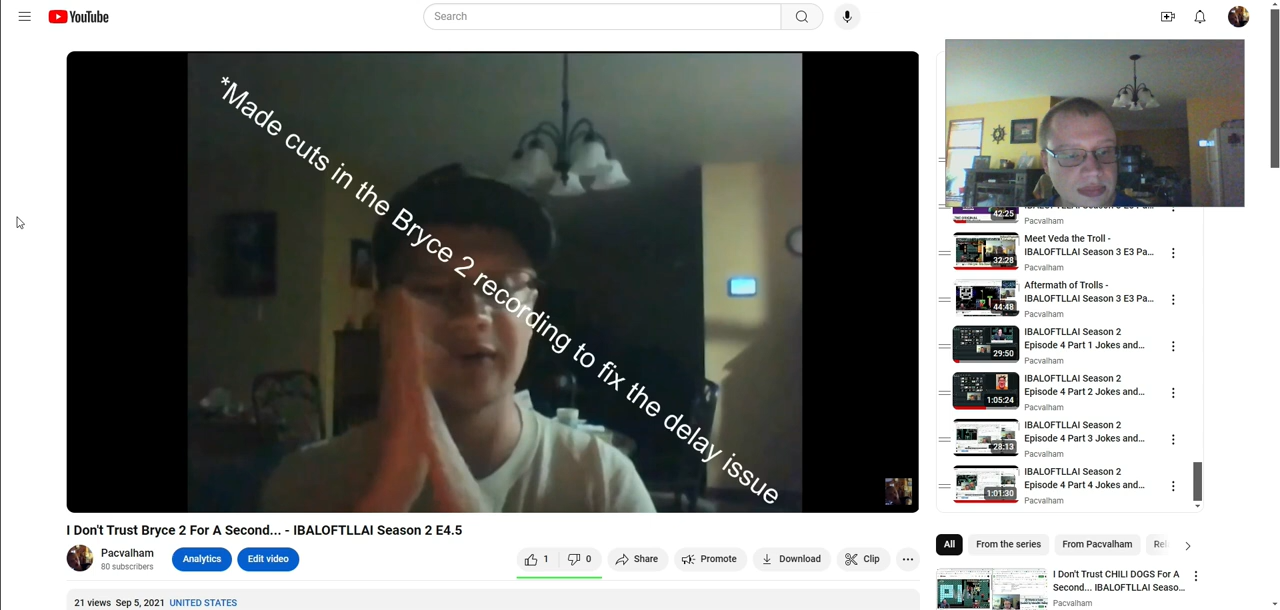 YouTube
Search
*Made cuts in the Bryce 2 recording to fix the delay issue
42:25
Pacvalham
Meet Veda the Troll -
IBALOFTLLAI Season 3 E3 Pa...
32:28
Pacvalham
Aftermath of Trolls -
IBALOFTLLAI Season 3 E3 Pa...
44:48
Pacvalham
IBALOFTLLAI Season 2
Episode 4 Part 1 Jokes and...
29:50
Pacvalham
IBALOFTLLAI Season 2
Episode 4 Part 2 Jokes and...
1:05:24
Pacvalham
IBALOFTLLAI Season 2
Episode 4 Part 3 Jokes and...
28:13
Pacvalham
IBALOFTLLAI Season 2
Episode 4 Part 4 Jokes and...
1:01:30
Pacvalham
I Don't Trust Bryce 2 For A Second... - IBALOFTLLAI Season 2 E4.5
Pacvalham
80 subscribers
Analytics
Edit video
1
0
Share
Promote
Download
Clip
21 views Sep 5, 2021 UNITED STATES
All
From the series
From Pacvalham
I Don't Trust CHILI DOGS For A
Second... IBALOFTLLAI Seaso...
Pacvalham